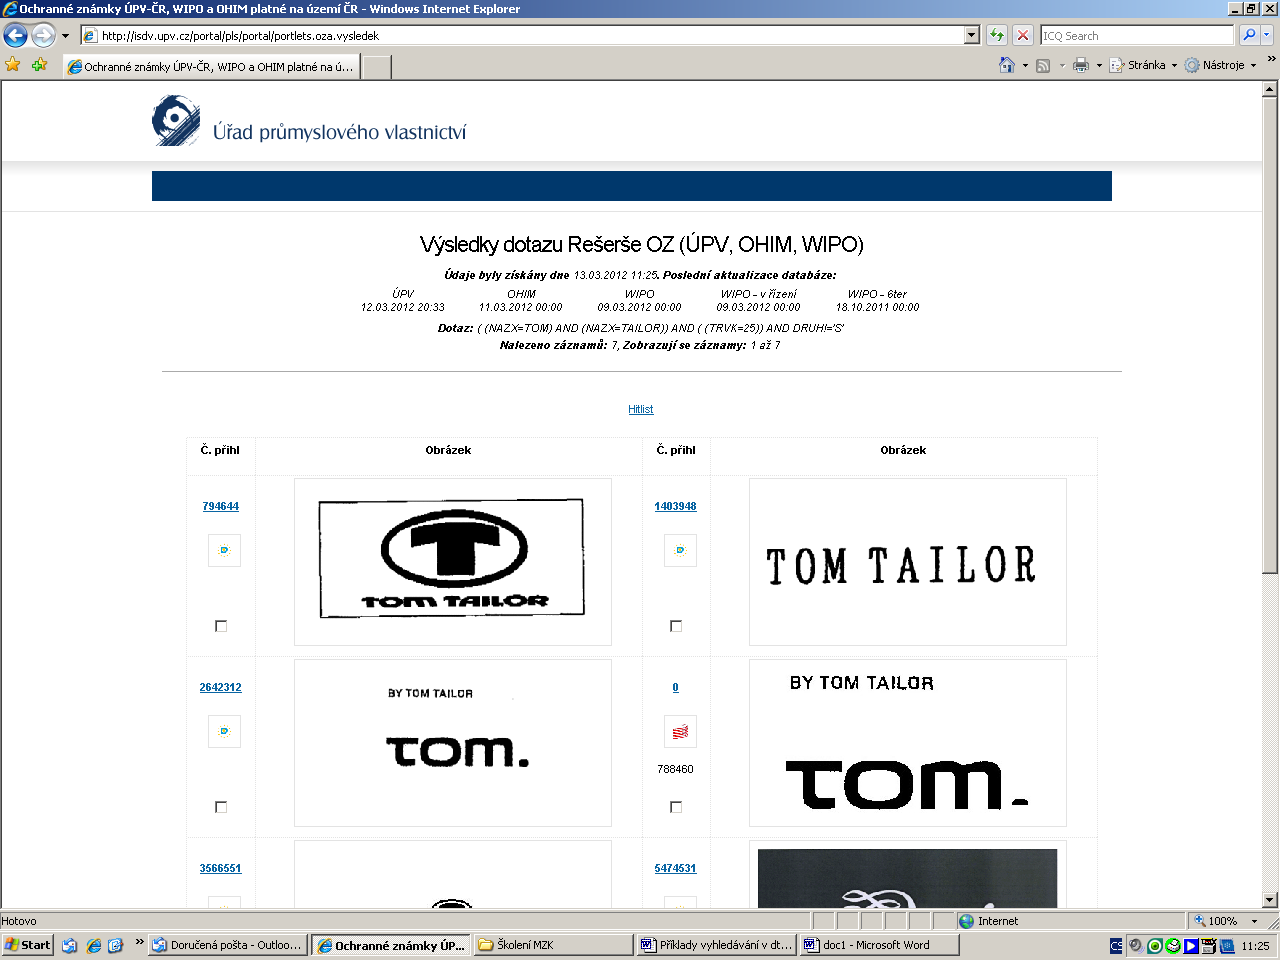 Ochranné známky ÚPV-ČR, WIPO a OHIM platné na území ČR - Windows Internet Explorer
http://isdv.upv.cz/portal/pls/portal/portlets.oza.vysledek
ICQ Search
Ochranné známky ÚPV-ČR, WIPO a OHIM platné na ú...
Stránka
Nástroje
Úřad průmyslového vlastnictví
Výsledky dotazu Rešerše OZ (ÚPV, OHIM, WIPO)
Údaje byly získány dne 13.03.2012 11:25. Poslední aktualizace databáze:
ÚPV OHIM WIPO WIPO - v řízení WIPO - 6ter
12.03.2012 20:33 11.03.2012 00:00 09.03.2012 00:00 09.03.2012 00:00 18.10.2011 00:00
Dotaz: ( (NAZX=TOM) AND (NAZX=TAILOR)) AND ( (TRVK=25)) AND DRUH!='S'
Nalezeno záznamů: 7, Zobrazují se záznamy: 1 až 7
Hitlist
Č. přihl Obrázek Č. přihl Obrázek
794644
T
TOM TAILOR
1403948
TOM TAILOR
2642312
BY TOM TAILOR
TOM.
0
788460
BY TOM TAILOR
TOM.
3566551
5474531
Hotovo
Internet
100%
Start
Doručená pošta - Outloo...
Ochranné známky ÚP...
Školení MZK
Příklady vyhledávání v dt...
doc1 - Microsoft Word
CS
11:25